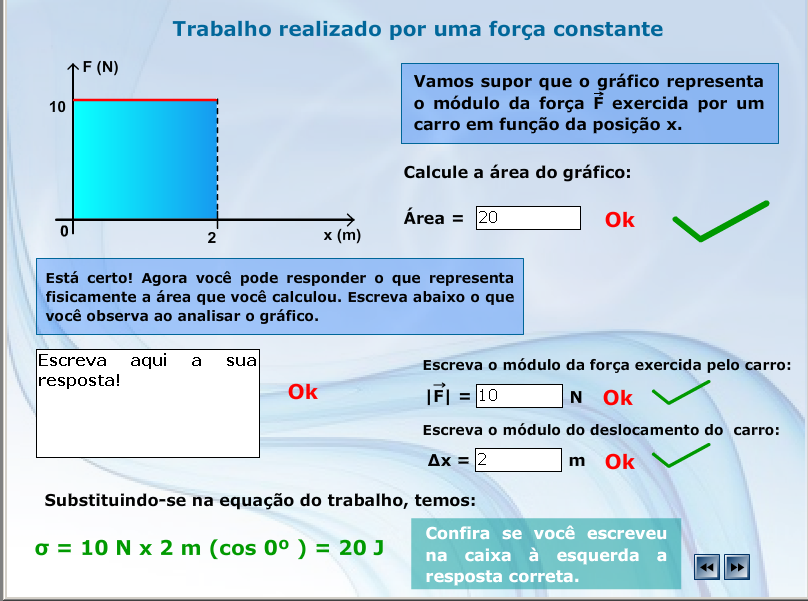 Trabalho realizado por uma força constante
F (N)
10
0
2
x (m)
Vamos supor que o gráfico representa
o módulo da força F⃗ exercida por um
carro em função da posição x.
Calcule a área do gráfico:
Área = 20 Ok
Está certo! Agora você pode responder o que representa
fisicamente a área que você calculou. Escreva abaixo o que
você observa ao analisar o gráfico.
Escreva aqui a sua
resposta!
Ok
Escreva o módulo da força exercida pelo carro:
|F⃗| = 10 N Ok
Escreva o módulo do deslocamento do carro:
Δx = 2 m Ok
Substituindo-se na equação do trabalho, temos:
σ = 10 N x 2 m (cos 0º ) = 20 J
Confira se você escreveu
na caixa à esquerda a
resposta correta.